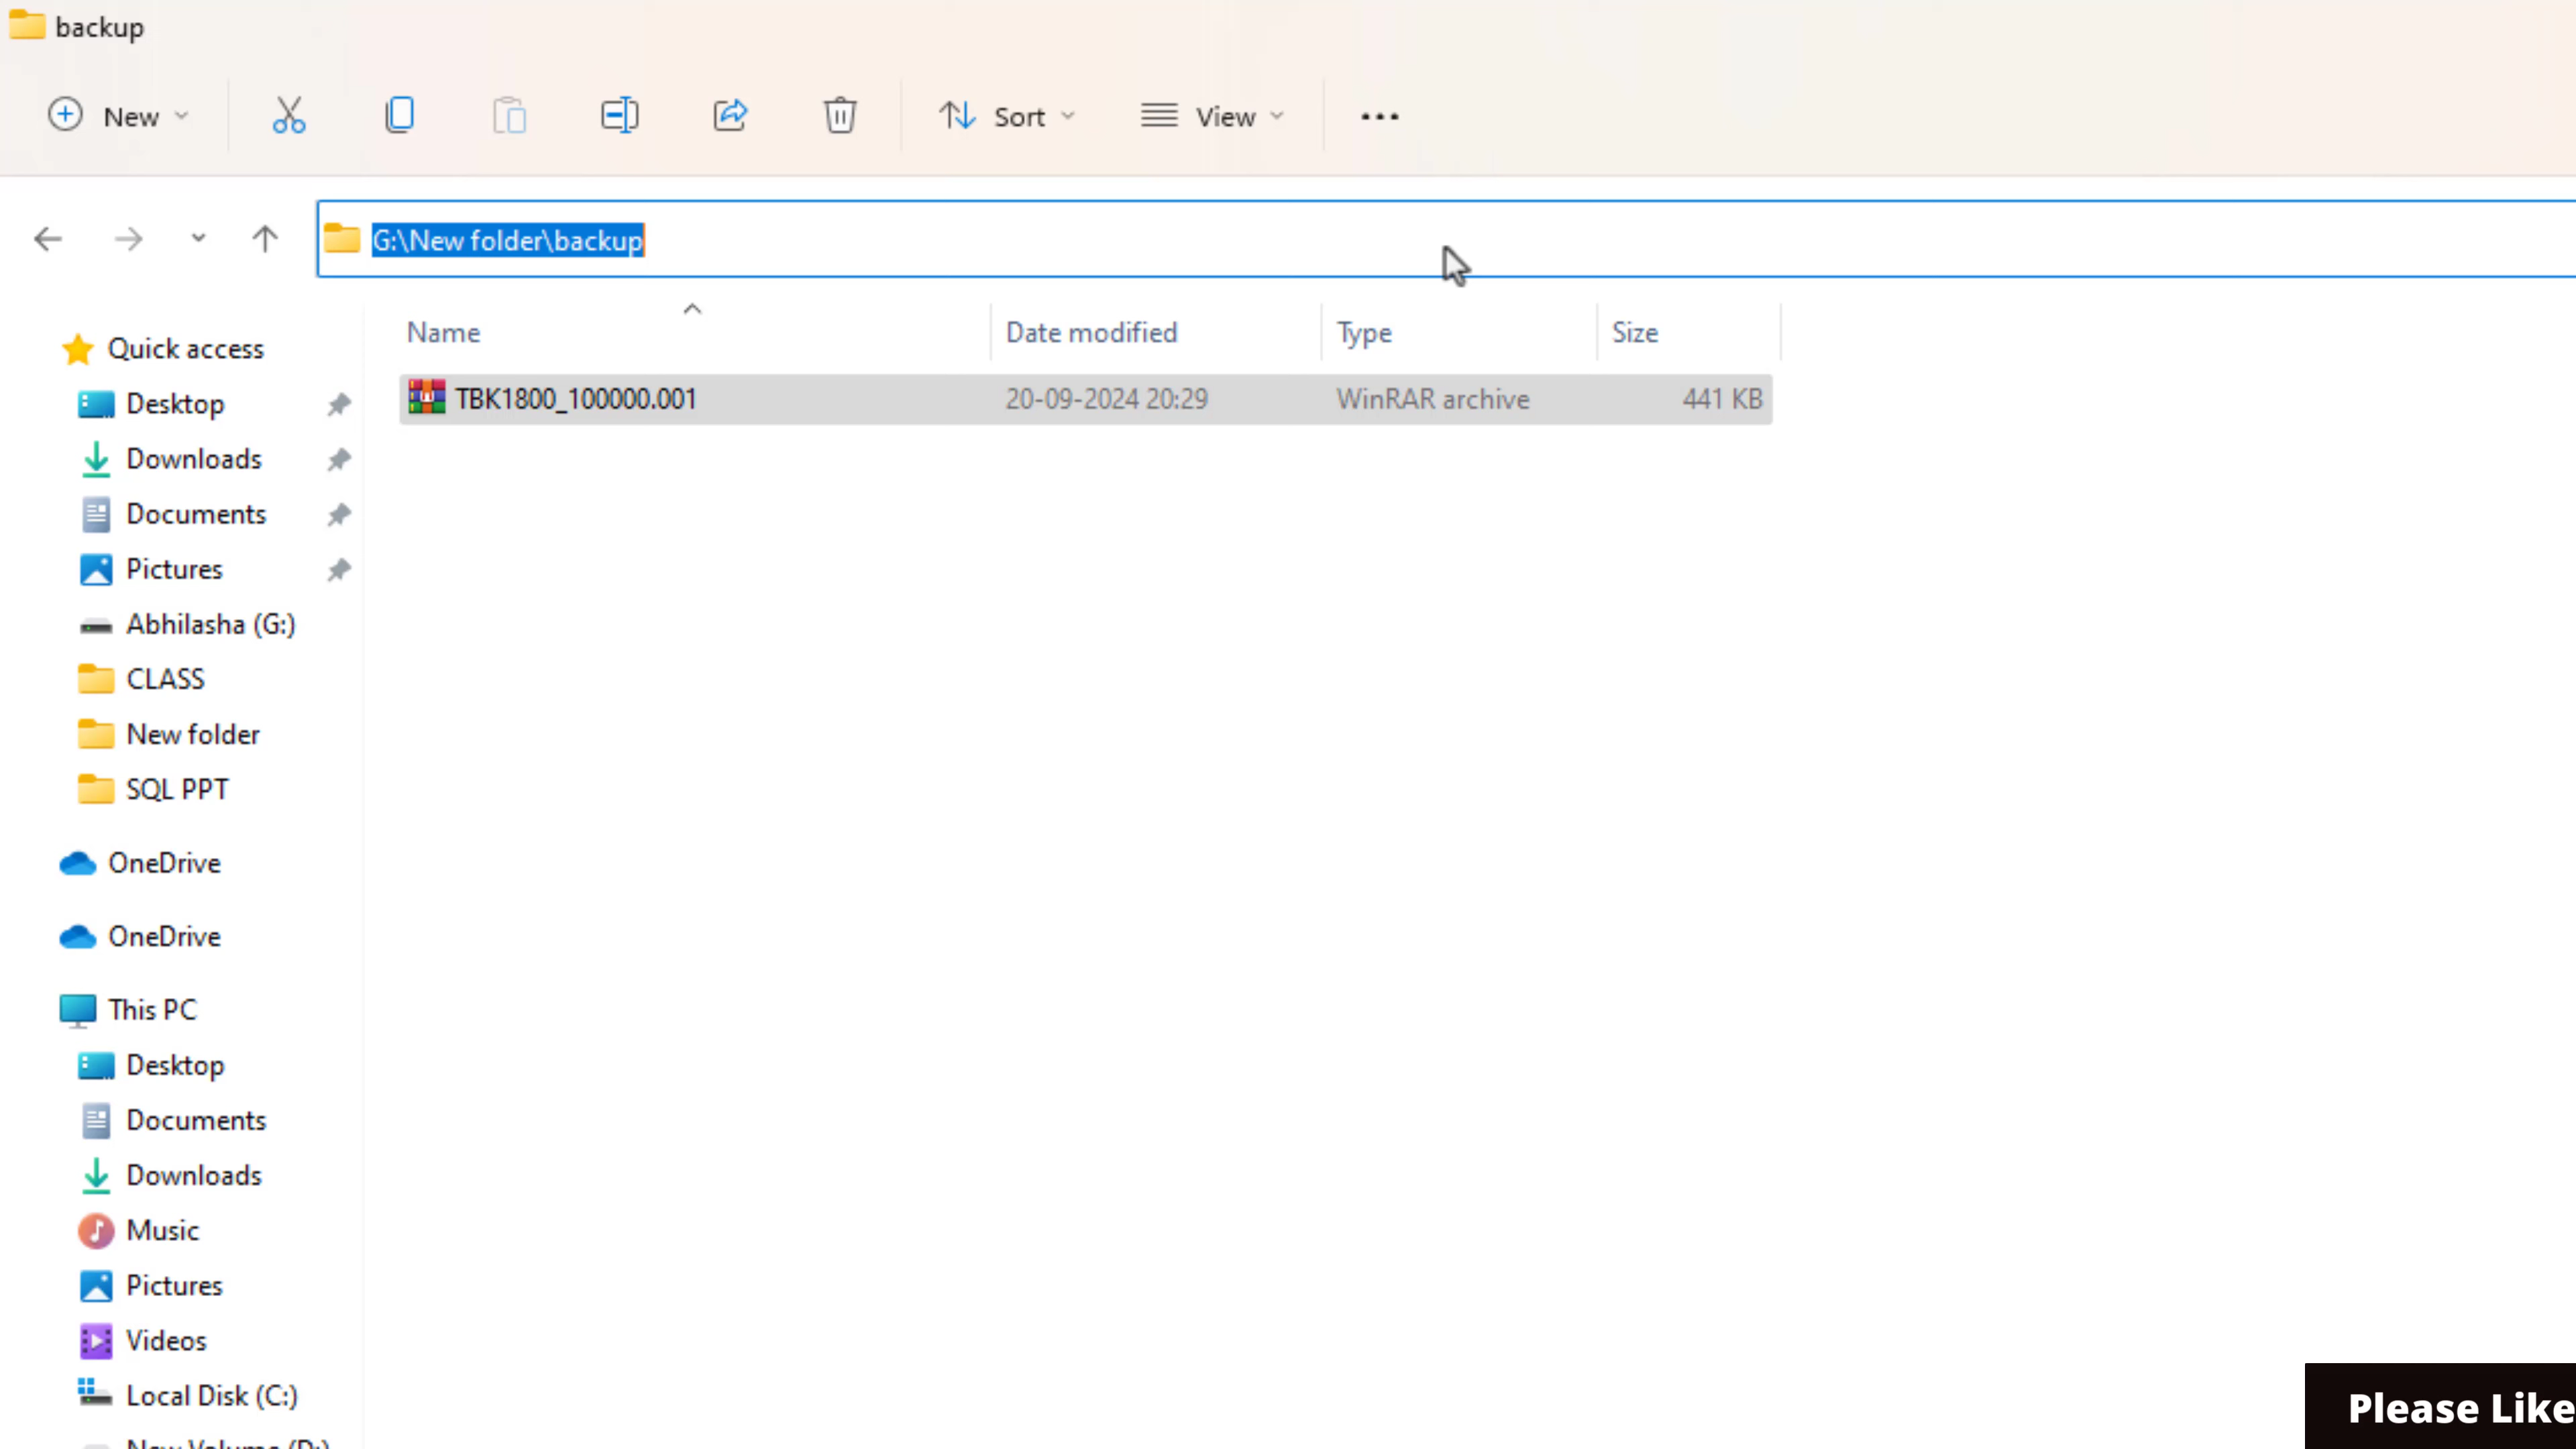 backup
New
Sort
View
G:\New folder\backup
Name
Date modified
Type
Size
TBK1800_100000.001
20-09-2024 20:29
WinRAR archive
441 KB
Quick access
Desktop
Downloads
Documents
Pictures
Abhilasha (G:)
CLASS
New folder
SQL PPT
OneDrive
OneDrive
This PC
Desktop
Documents
Downloads
Music
Pictures
Videos
Local Disk (C:)
New Volume (D:)
Please Like